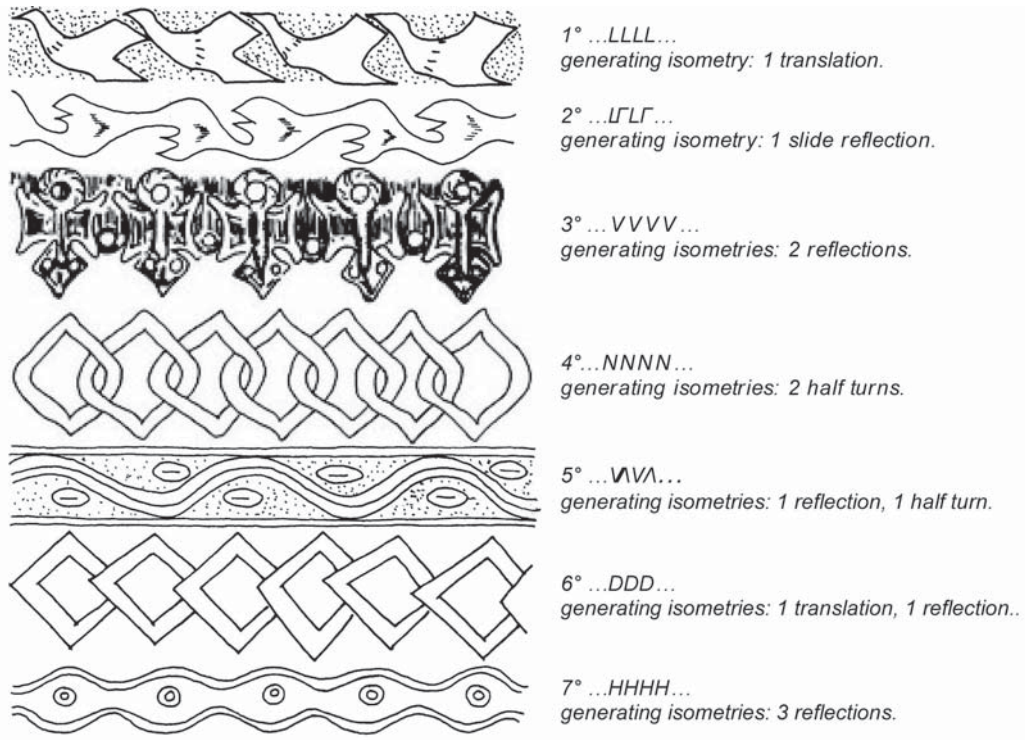 1° ...LLLL...
generating isometry: 1 translation.
2° ...LΓLΓ...
generating isometry: 1 slide reflection.
3° ...VVVV...
generating isometries: 2 reflections.
4°...NNNN...
generating isometries: 2 half turns.
5° ...VΛVΛ...
generating isometries: 1 reflection, 1 half turn.
6° ...DDD...
generating isometries: 1 translation, 1 reflection..
7° ...HHHH...
generating isometries: 3 reflections.